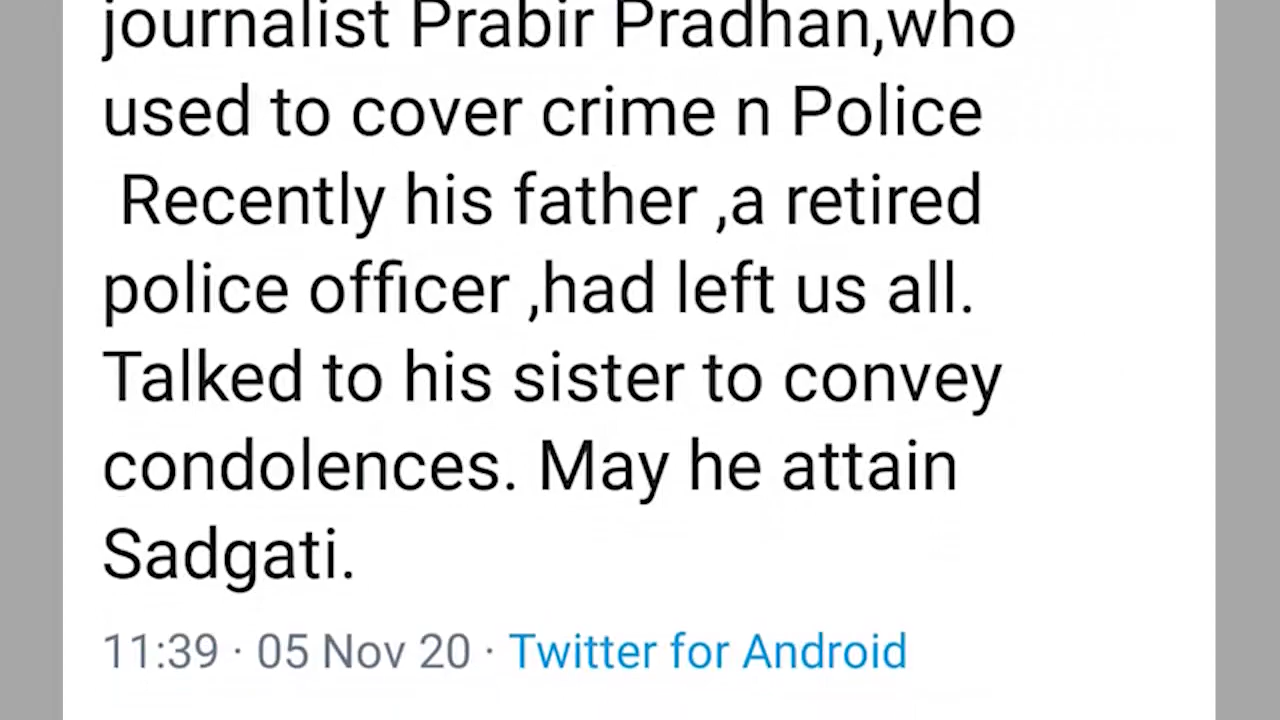 journalist Prabir Pradhan,who
used to cover crime n Police
Recently his father ,a retired
police officer ,had left us all.
Talked to his sister to convey
condolences. May he attain
Sadgati.
11:39 · 05 Nov 20 · Twitter for Android